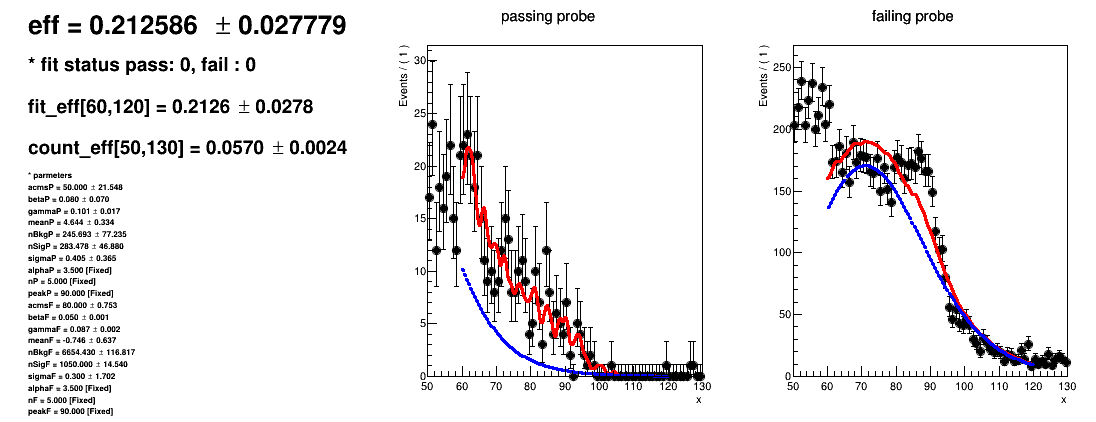 eff = 0.212586 ± 0.027779
* fit status pass: 0, fail : 0
fit_eff[60,120] = 0.2126 ± 0.0278
count_eff[50,130] = 0.0570 ± 0.0024
* parmeters
acmsP = 50.000 ± 21.548
betaP = 0.080 ± 0.070
gammaP = 0.101 ± 0.017
meanP = 4.644 ± 0.334
nBkgP = 245.693 ± 77.235
nSigP = 283.478 ± 46.880
sigmaP = 0.405 ± 0.365
alphaP = 3.500 [Fixed]
nP = 5.000 [Fixed]
peakP = 90.000 [Fixed]
acmsF = 80.000 ± 0.753
betaF = 0.050 ± 0.001
gammaF = 0.087 ± 0.002
meanF = -0.746 ± 0.637
nBkgF = 6654.430 ± 116.817
nSigF = 1050.000 ± 14.540
sigmaF = 0.300 ± 1.702
alphaF = 3.500 [Fixed]
nF = 5.000 [Fixed]
peakF = 90.000 [Fixed]
passing probe
Events / ( 1 )
30
25
20
15
10
5
0
50 60 70 80 90 100 110 120 130
x
failing probe
Events / ( 1 )
250
200
150
100
50
0
50 60 70 80 90 100 110 120 130
x